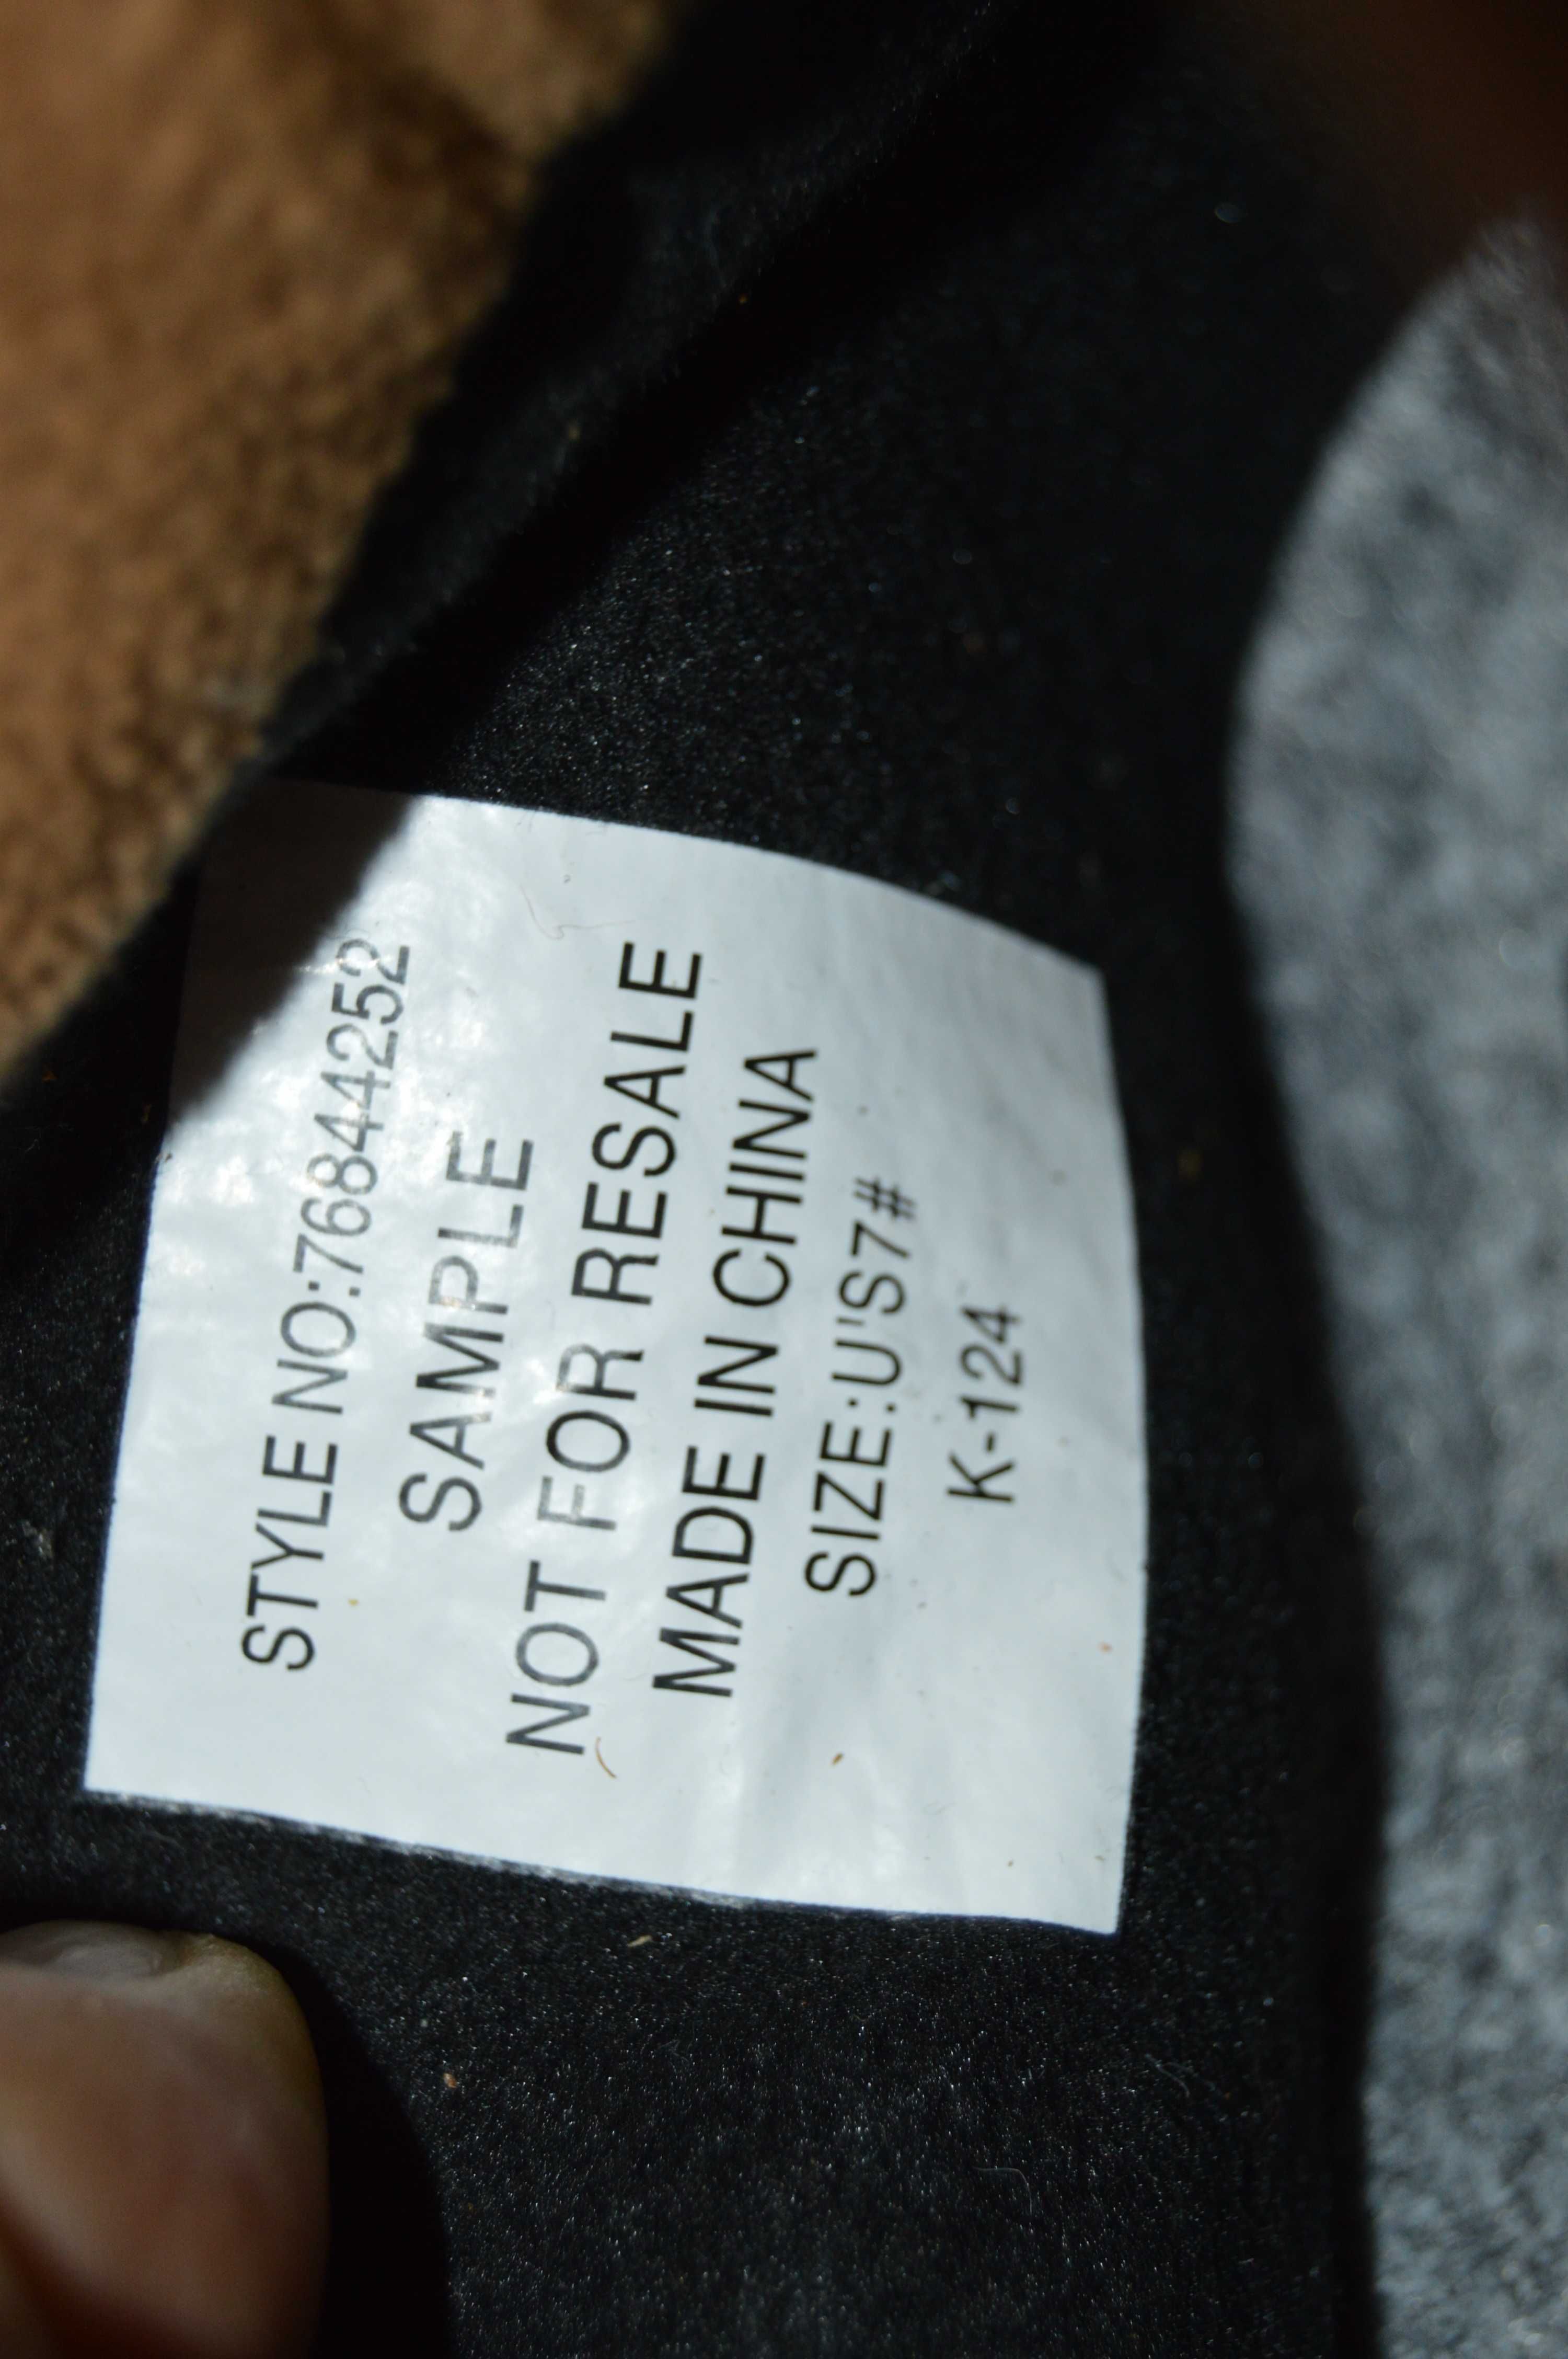 STYLE NO:76844252
SAMPLE
NOT FOR RESALE
MADE IN CHINA
SIZE:U'S7#
K-124